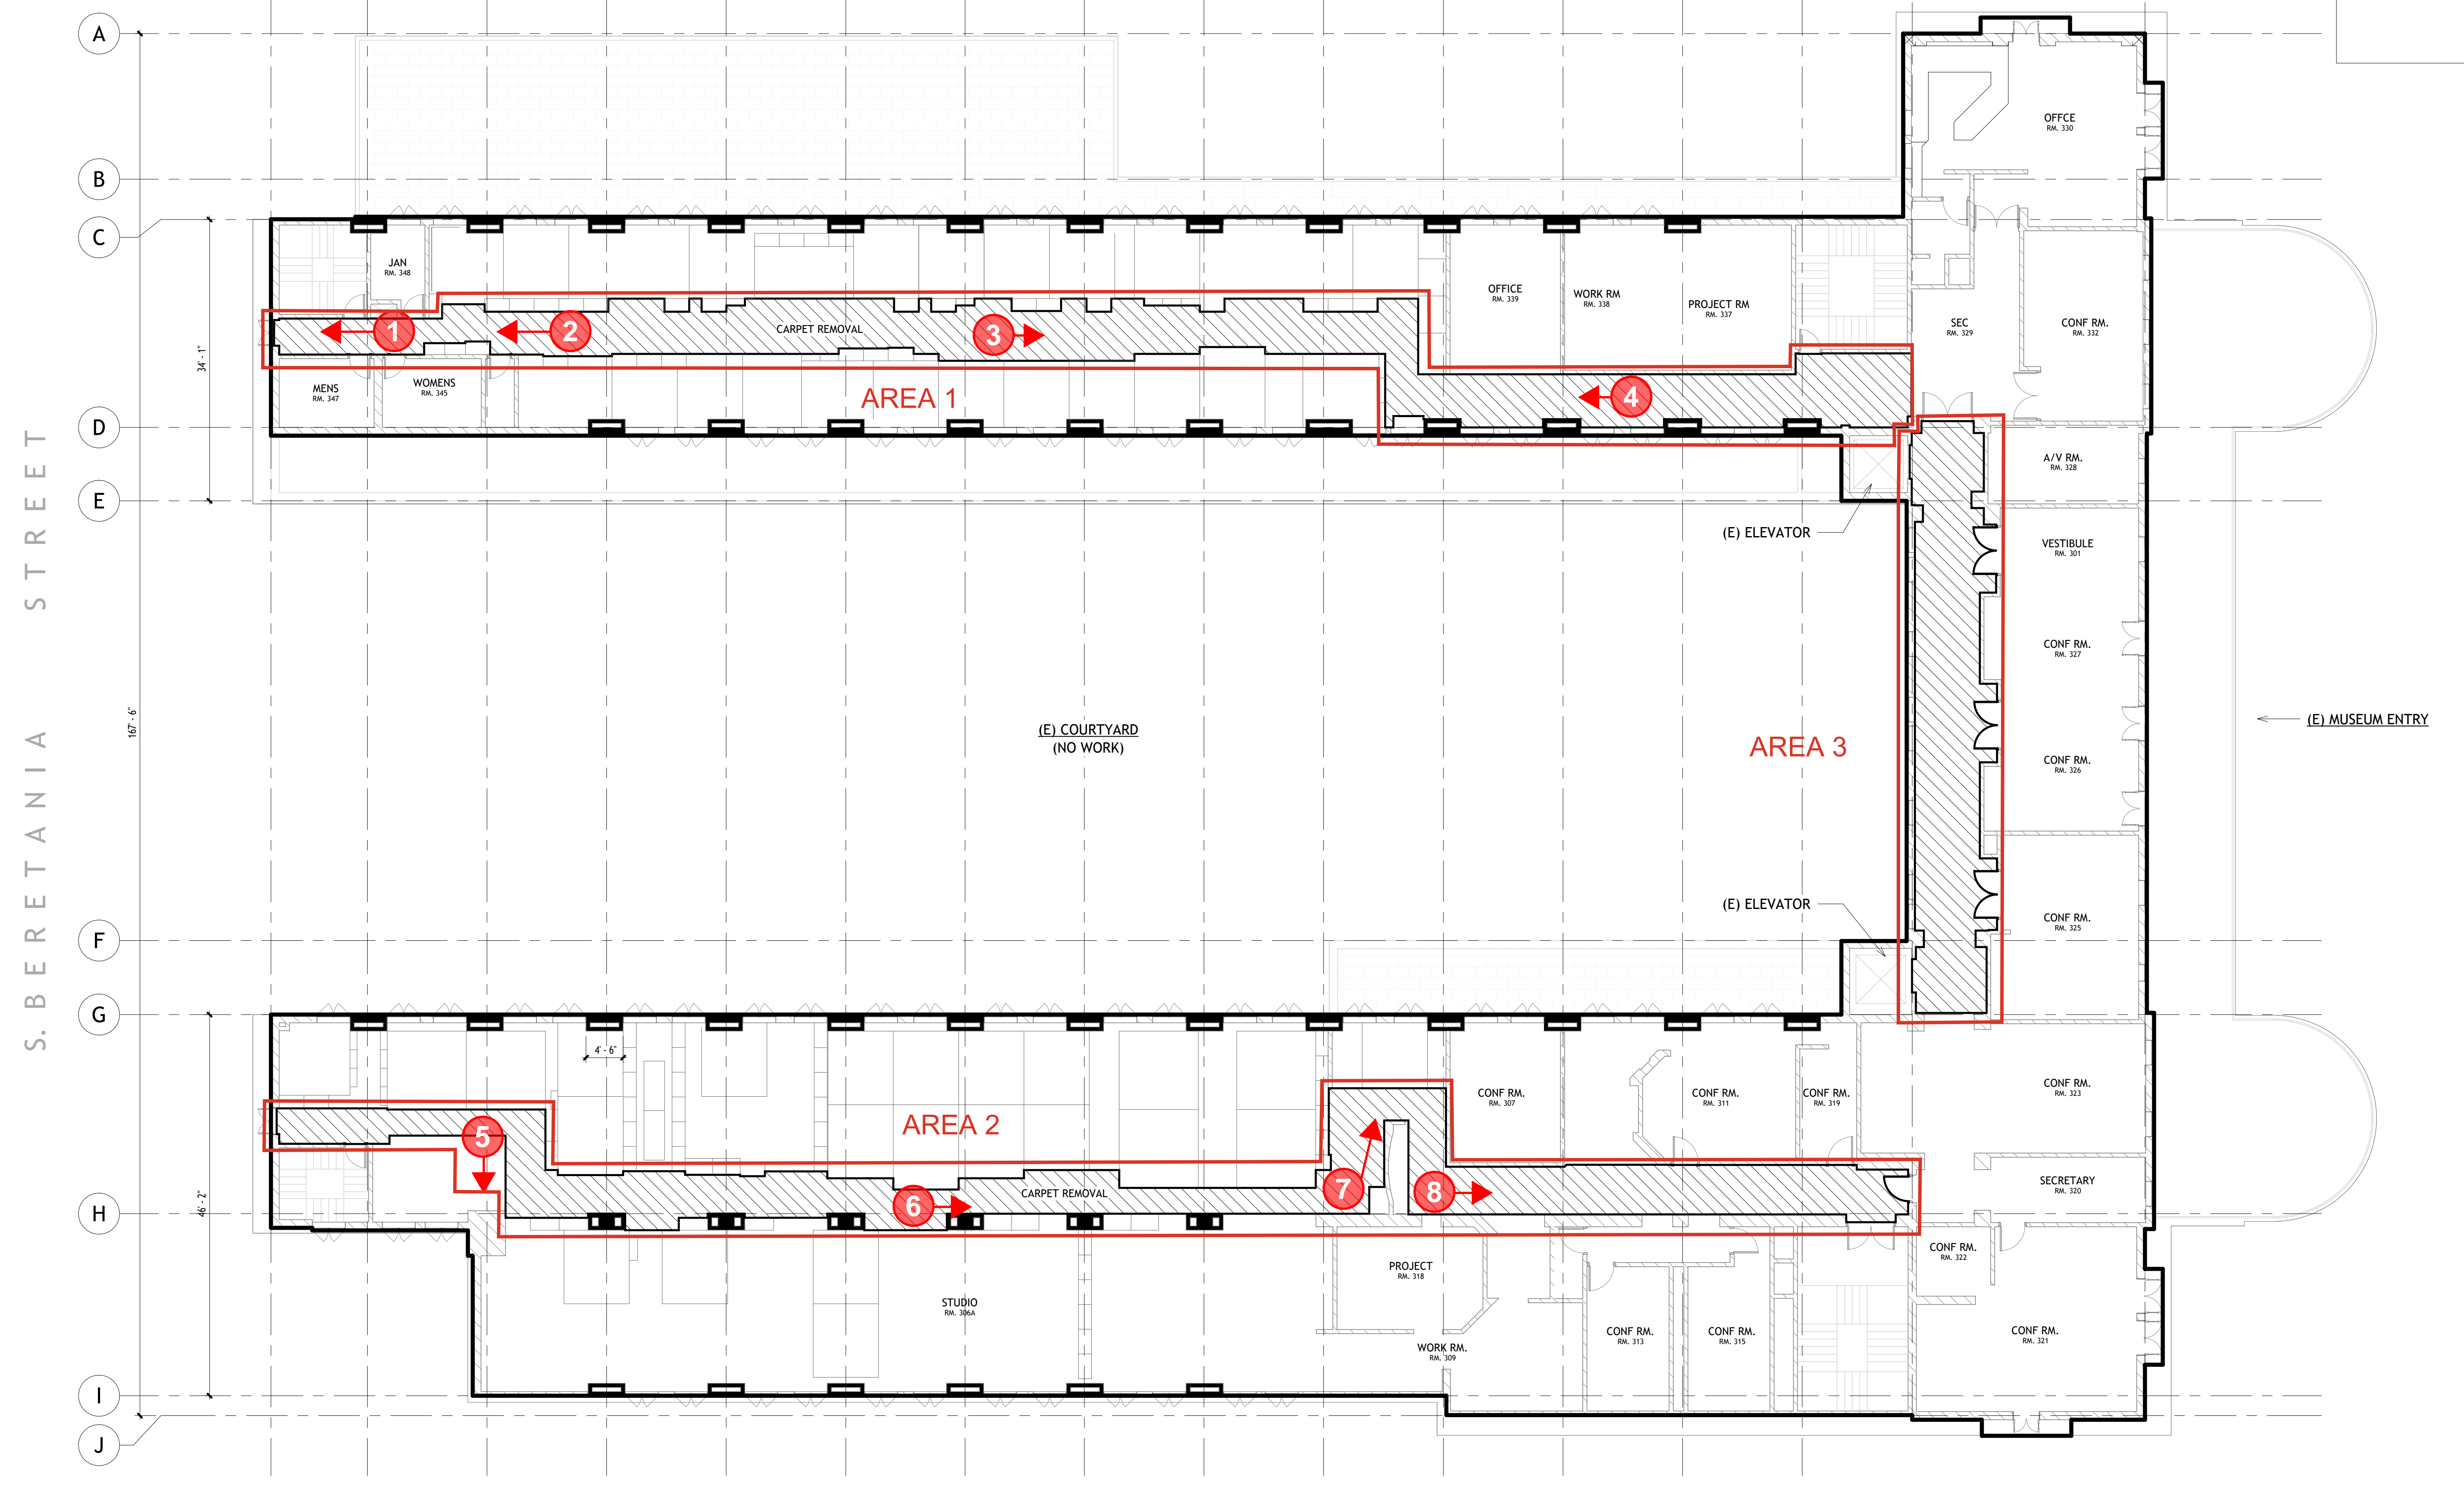 A
B
C
D
E
F
G
H
I
J
S. BERETANIA STREET
167' - 6"
34' - 1"
46' - 2"
4' - 6"
OFFCE
RM. 330
JAN
RM. 348
OFFICE
RM. 339
WORK RM
RM. 338
PROJECT RM
RM. 337
SEC
RM. 329
CONF RM.
RM. 332
1
2
CARPET REMOVAL
3
4
MENS
RM. 347
WOMENS
RM. 345
AREA 1
A/V RM.
RM. 328
(E) ELEVATOR
VESTIBULE
RM. 301
CONF RM.
RM. 327
(E) COURTYARD
(NO WORK)
AREA 3
(E) MUSEUM ENTRY
CONF RM.
RM. 326
(E) ELEVATOR
CONF RM.
RM. 325
CONF RM.
RM. 307
CONF RM.
RM. 311
CONF RM.
RM. 319
CONF RM.
RM. 323
AREA 2
5
6
CARPET REMOVAL
7
8
SECRETARY
RM. 320
CONF RM.
RM. 322
PROJECT
RM. 318
STUDIO
RM. 306A
WORK RM.
RM. 309
CONF RM.
RM. 313
CONF RM.
RM. 315
CONF RM.
RM. 321